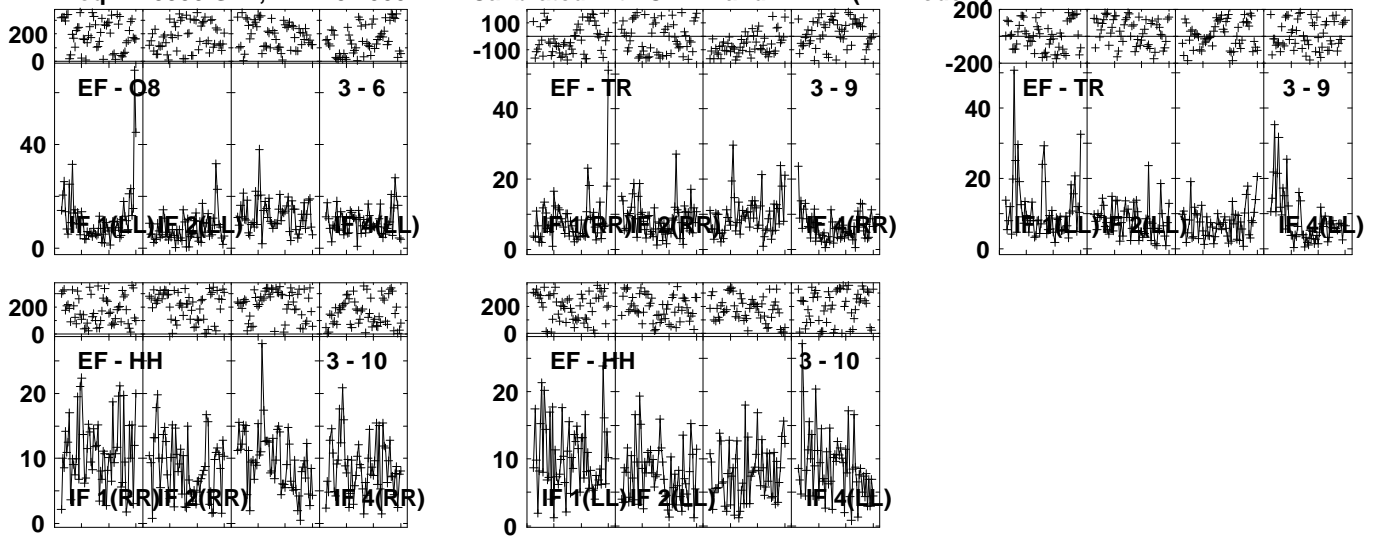 200
0
EF - O8 3 - 6
40
0
IF 1(LL) IF 2(LL) IF 4(LL)
100
-100
EF - TR 3 - 9
40
20
0
IF 1(RR) IF 2(RR) IF 4(RR)
200
-200
EF - TR 3 - 9
40
20
0
IF 1(LL) IF 2(LL) IF 4(LL)
200
0
EF - HH 3 - 10
20
10
0
IF 1(RR) IF 2(RR) IF 4(RR)
200
0
EF - HH 3 - 10
20
10
0
IF 1(LL) IF 2(LL) IF 4(LL)